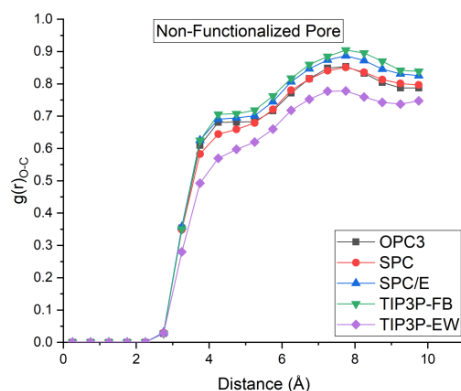 Non-Functionalized Pore
1.0
0.9
0.8
0.7
0.6
0.5
0.4
0.3
0.2
0.1
0.0
g(r)O-C
OPC3
SPC
SPC/E
TIP3P-FB
TIP3P-EW
0 2 4 6 8 10
Distance (Å)